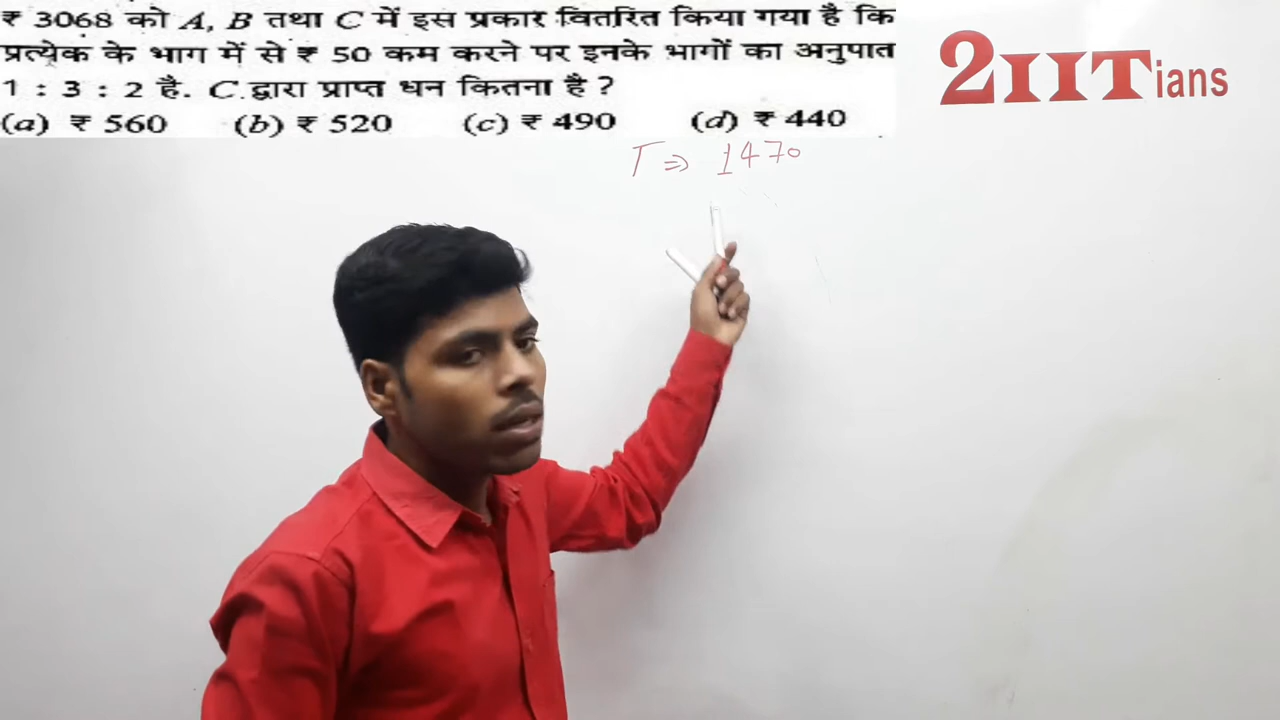 ₹ 3068 को A, B तथा C में इस प्रकार वितरित किया गया है कि
प्रत्येक के भाग में से ₹ 50 कम करने पर इनके भागों का अनुपात
1 : 3 : 2 है. C द्वारा प्राप्त धन कितना है ?
(a) ₹ 560 (b) ₹ 520 (c) ₹ 490 (d) ₹ 440
2IITians
T ⇒ 1470